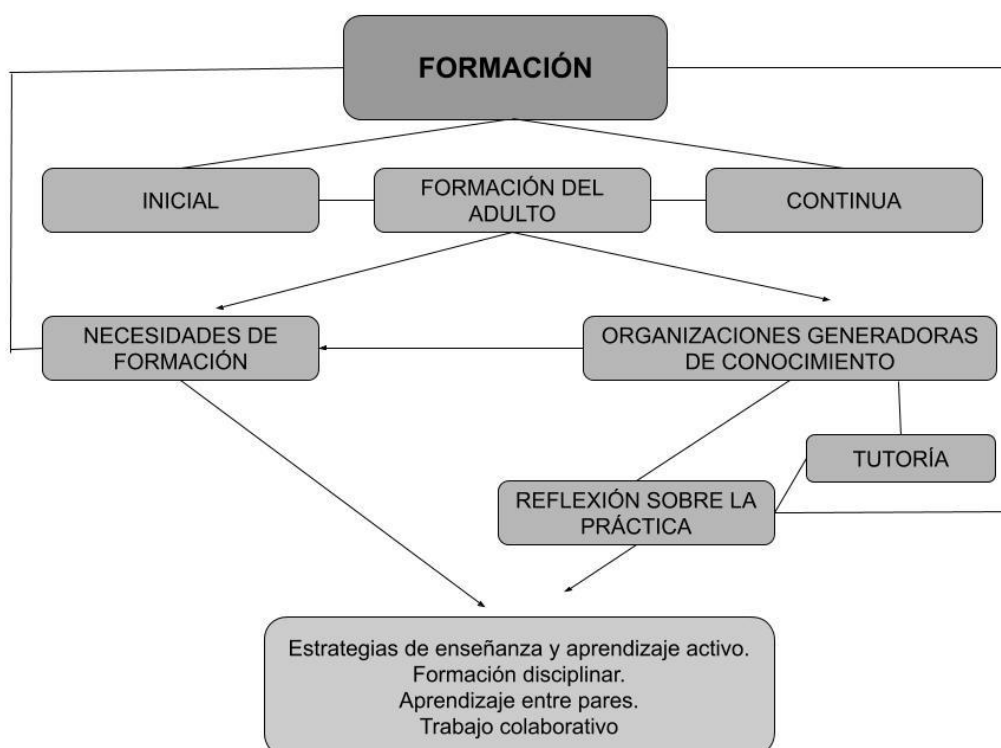 FORMACIÓN
INICIAL
FORMACIÓN DEL
ADULTO
CONTINUA
NECESIDADES DE
FORMACIÓN
ORGANIZACIONES GENERADORAS
DE CONOCIMIENTO
TUTORÍA
REFLEXIÓN SOBRE LA
PRÁCTICA
Estrategias de enseñanza y aprendizaje activo.
Formación disciplinar.
Aprendizaje entre pares.
Trabajo colaborativo